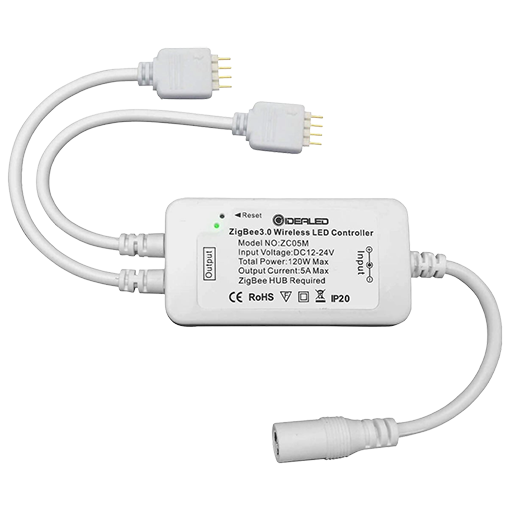 ◄Reset
iDEALED
ZigBee3.0 Wireless LED Controller
Model NO:ZC05M
Input Voltage:DC12-24V
Total Power:120W Max
Output Current:5A Max
ZigBee HUB Required
CE RoHS IP20
Output
Input